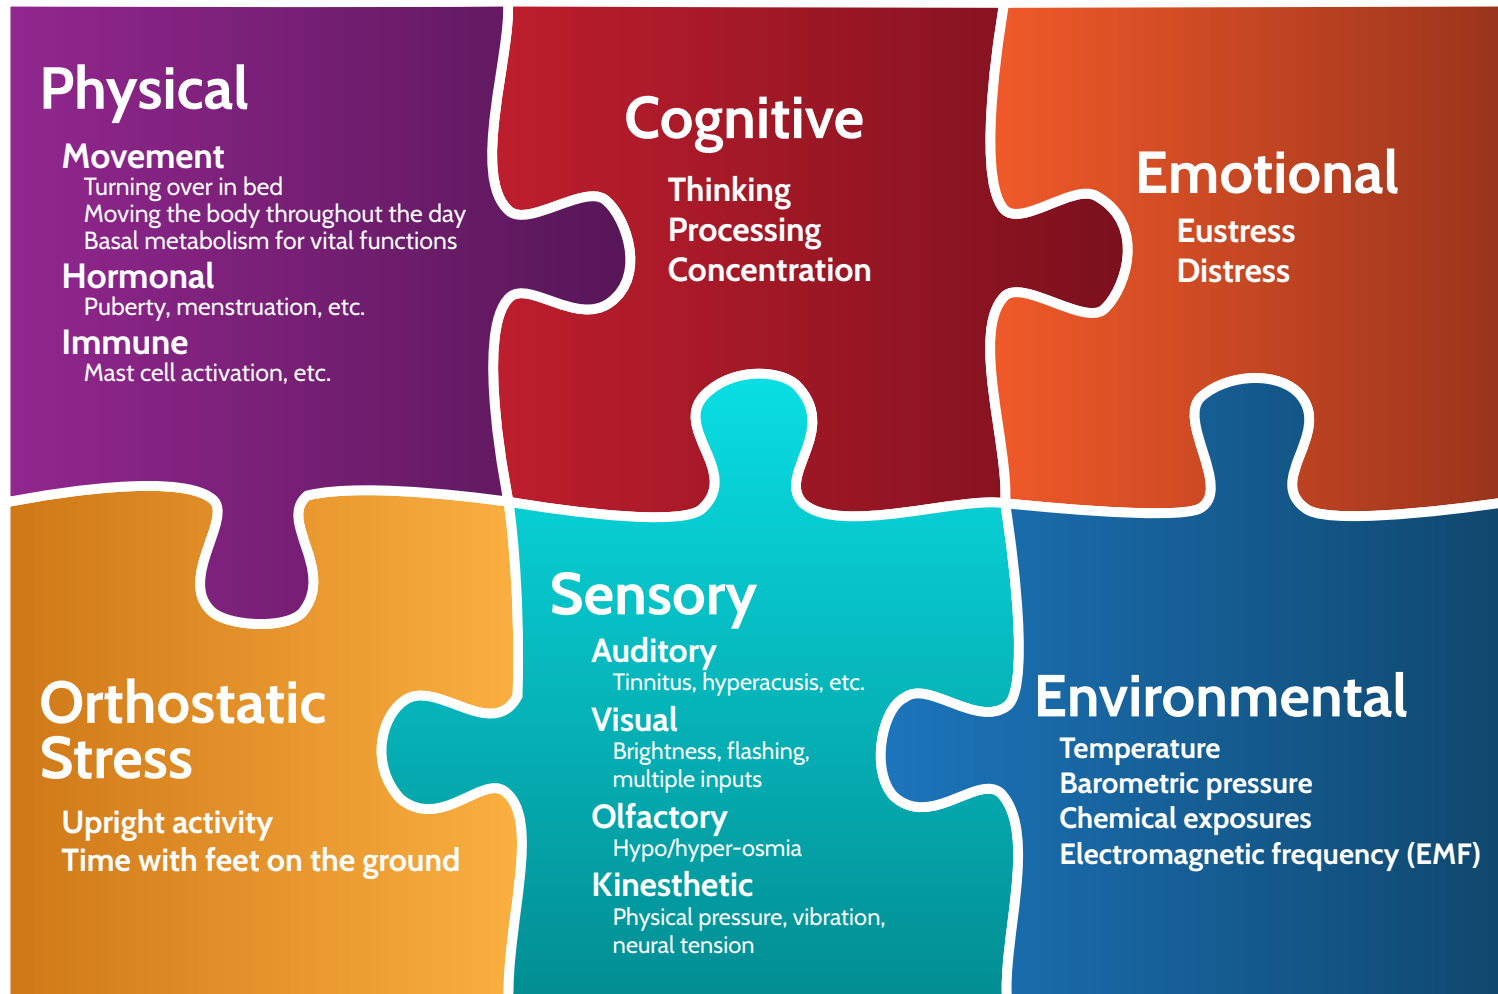 Physical
Movement
Turning over in bed
Moving the body throughout the day
Basal metabolism for vital functions
Hormonal
Puberty, menstruation, etc.
Immune
Mast cell activation, etc.
Cognitive
Thinking
Processing
Concentration
Emotional
Eustress
Distress
Orthostatic
Stress
Upright activity
Time with feet on the ground
Sensory
Auditory
Tinnitus, hyperacusis, etc.
Visual
Brightness, flashing,
multiple inputs
Olfactory
Hypo/hyper-osmia
Kinesthetic
Physical pressure, vibration,
neural tension
Environmental
Temperature
Barometric pressure
Chemical exposures
Electromagnetic frequency (EMF)